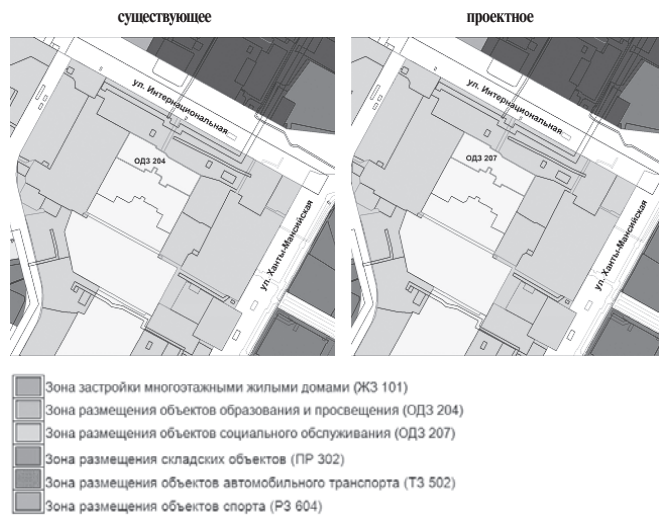 существующее
проектное
ул. Интернациональная
ОДЗ 204
ул. Ханты-Мансийская
ул. Интернациональная
ОДЗ 207
ул. Ханты-Мансийская
Зона застройки многоэтажными жилыми домами (ЖЗ 101)
Зона размещения объектов образования и просвещения (ОДЗ 204)
Зона размещения объектов социального обслуживания (ОДЗ 207)
Зона размещения складских объектов (ПР 302)
Зона размещения объектов автомобильного транспорта (ТЗ 502)
Зона размещения объектов спорта (РЗ 604)